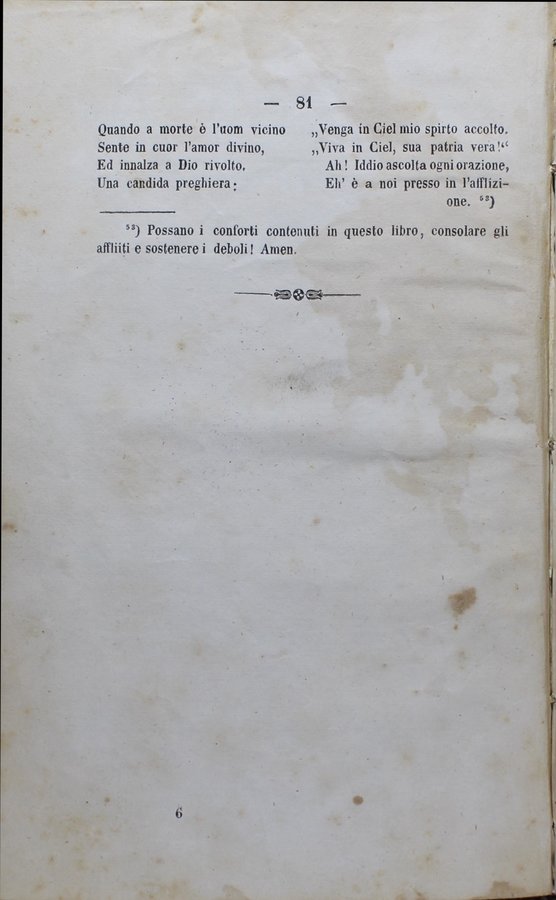 — 81 —
Quando a morte è l'uom vicino
Sente in cuor l'amor divino,
Ed innalza a Dio rivolto,
Una candida preghiera:
„Venga in Ciel mio spirto accolto.
„Viva in Ciel, sua patria vera!“
Ah! Iddio ascolta ogni orazione,
Eh' è a noi presso in l'afflizi-
one. ⁵³)
⁵³) Possano i conforti contenuti in questo libro, consolare gli
affliiti e sostenere i deboli! Amen.
6